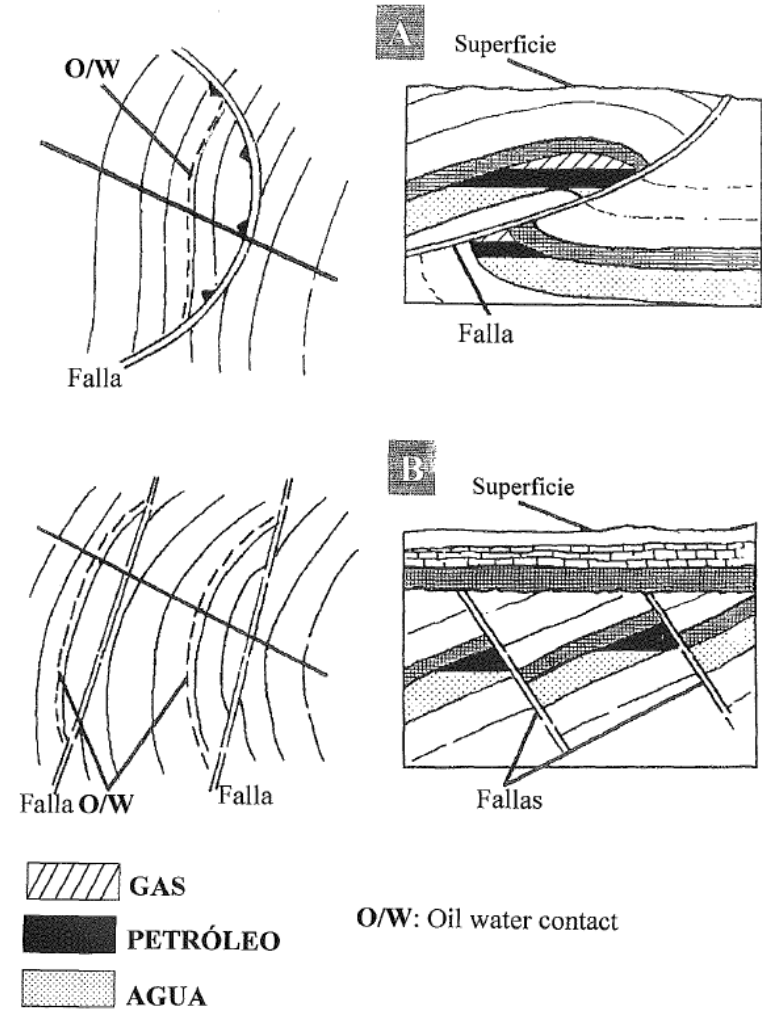 A
Superficie
O/W
Falla
Falla
B
Superficie
Falla O/W
Falla
Fallas
GAS
PETRÓLEO
AGUA
O/W: Oil water contact